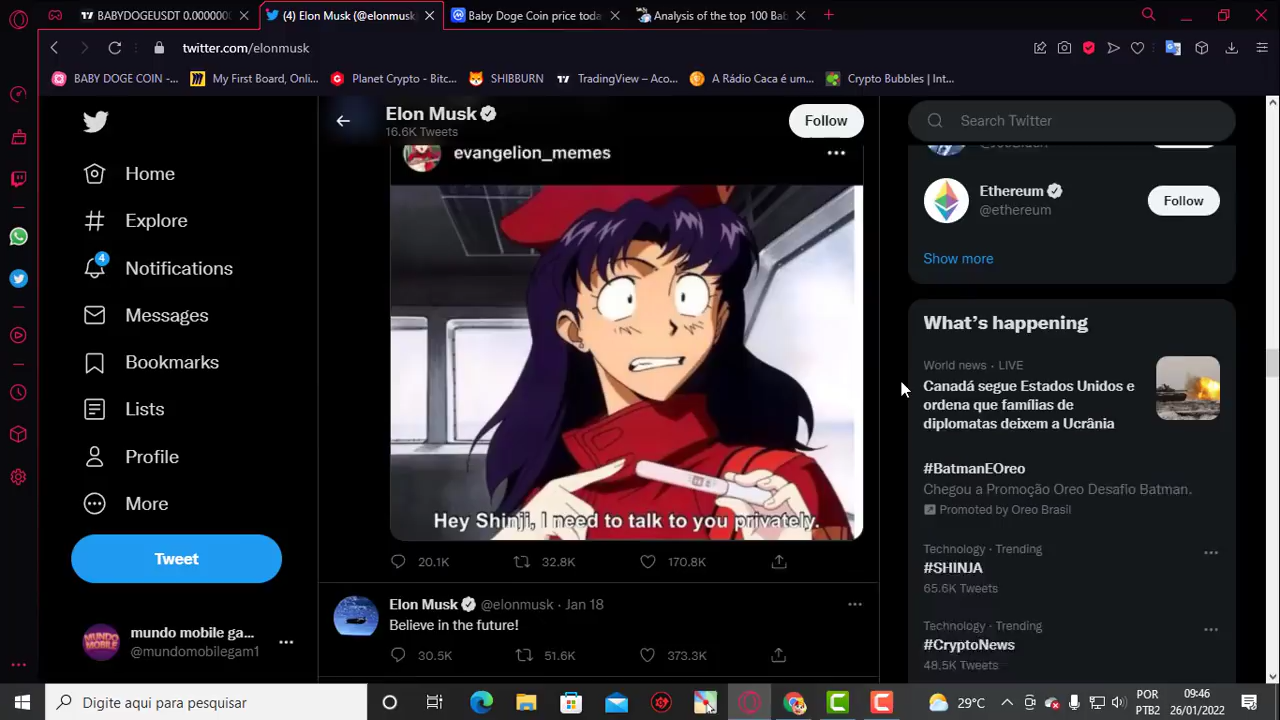 BABYDOGEUSDT 0.0000000
(4) Elon Musk (@elonmusk
Baby Doge Coin price toda
Analysis of the top 100 Bab
twitter.com/elonmusk
BABY DOGE COIN -...
My First Board, Onli...
Planet Crypto - Bitc...
SHIBBURN
TradingView – Aco...
A Rádio Caca é um...
Crypto Bubbles | Int...
Elon Musk
16.6K Tweets
Follow
Search Twitter
Home
Explore
4
Notifications
Messages
Bookmarks
Lists
Profile
More
Tweet
mundo mobile ga...
@mundomobilegam1
MUNDO
MOBILE
evangelion_memes
Hey Shinji, I need to talk to you privately.
20.1K
32.8K
170.8K
Elon Musk @elonmusk · Jan 18
Believe in the future!
30.5K
51.6K
373.3K
Ethereum
@ethereum
Follow
Show more
What's happening
World news · LIVE
Canadá segue Estados Unidos e
ordena que famílias de
diplomatas deixem a Ucrânia
#BatmanEOreo
Chegou a Promoção Oreo Desafio Batman.
Promoted by Oreo Brasil
Technology · Trending
#SHINJA
65.6K Tweets
Technology · Trending
#CryptoNews
48.5K Tweets
Digite aqui para pesquisar
29°C
POR
PTB2
09:46
26/01/2022